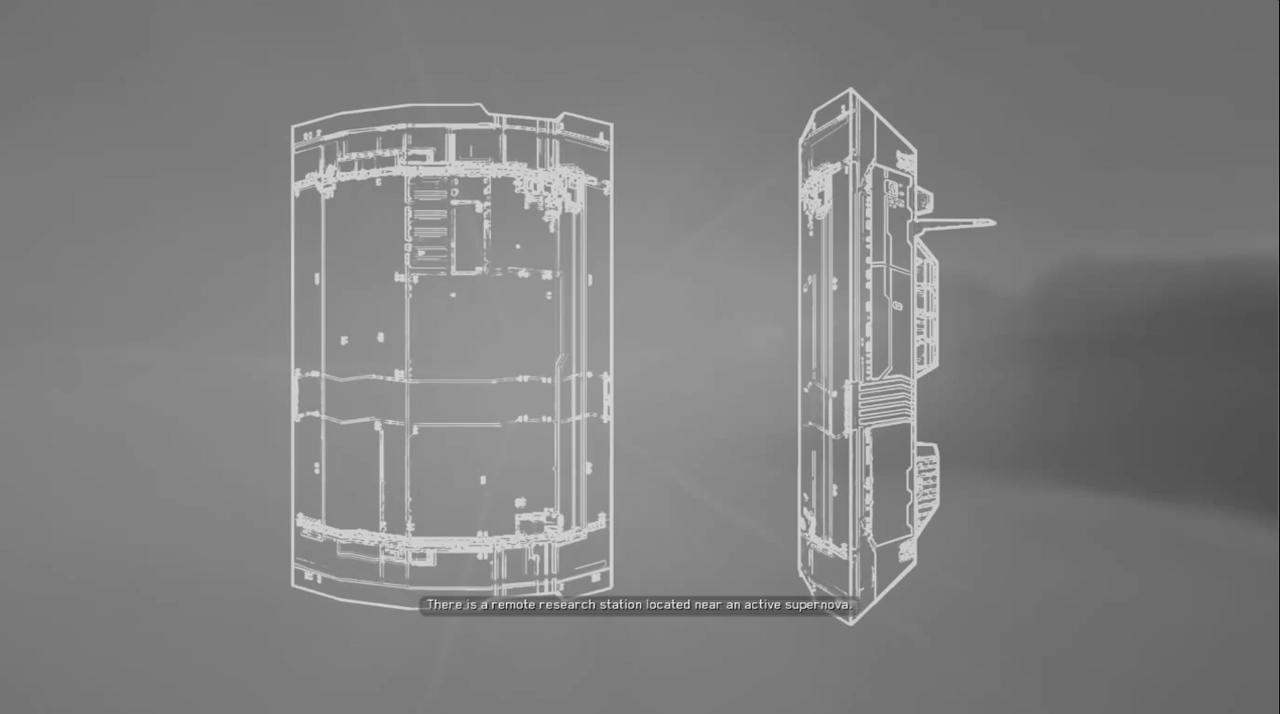 There is a remote research station located near an active supernova.